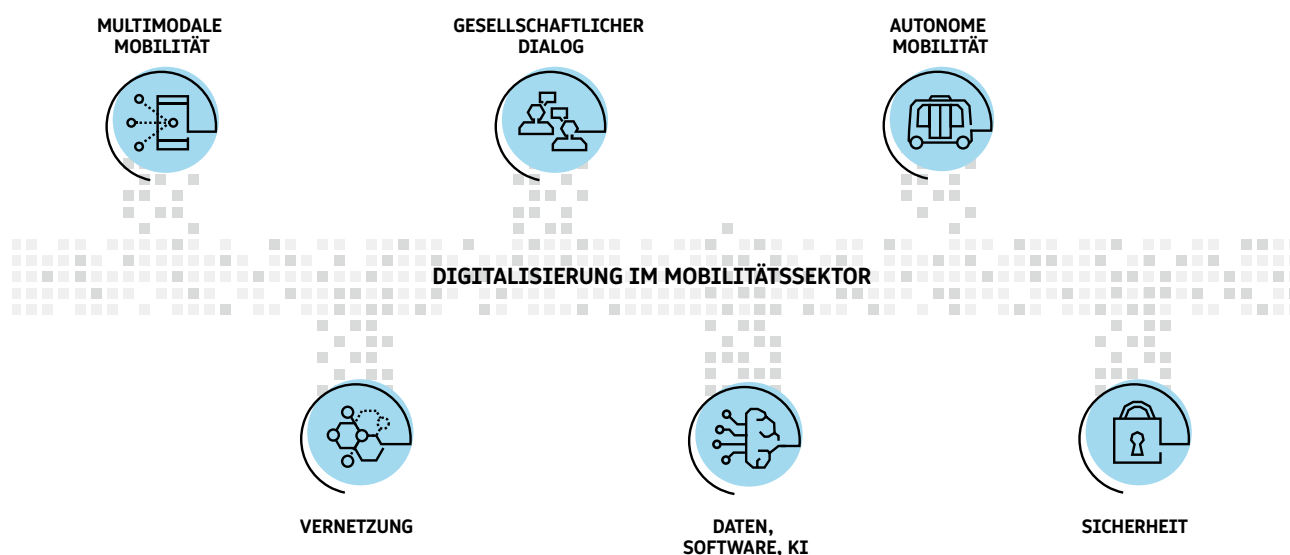 MULTIMODALE
MOBILITÄT
GESELLSCHAFTLICHER
DIALOG
AUTONOME
MOBILITÄT
DIGITALISIERUNG IM MOBILITÄTSSEKTOR
VERNETZUNG
DATEN,
SOFTWARE, KI
SICHERHEIT